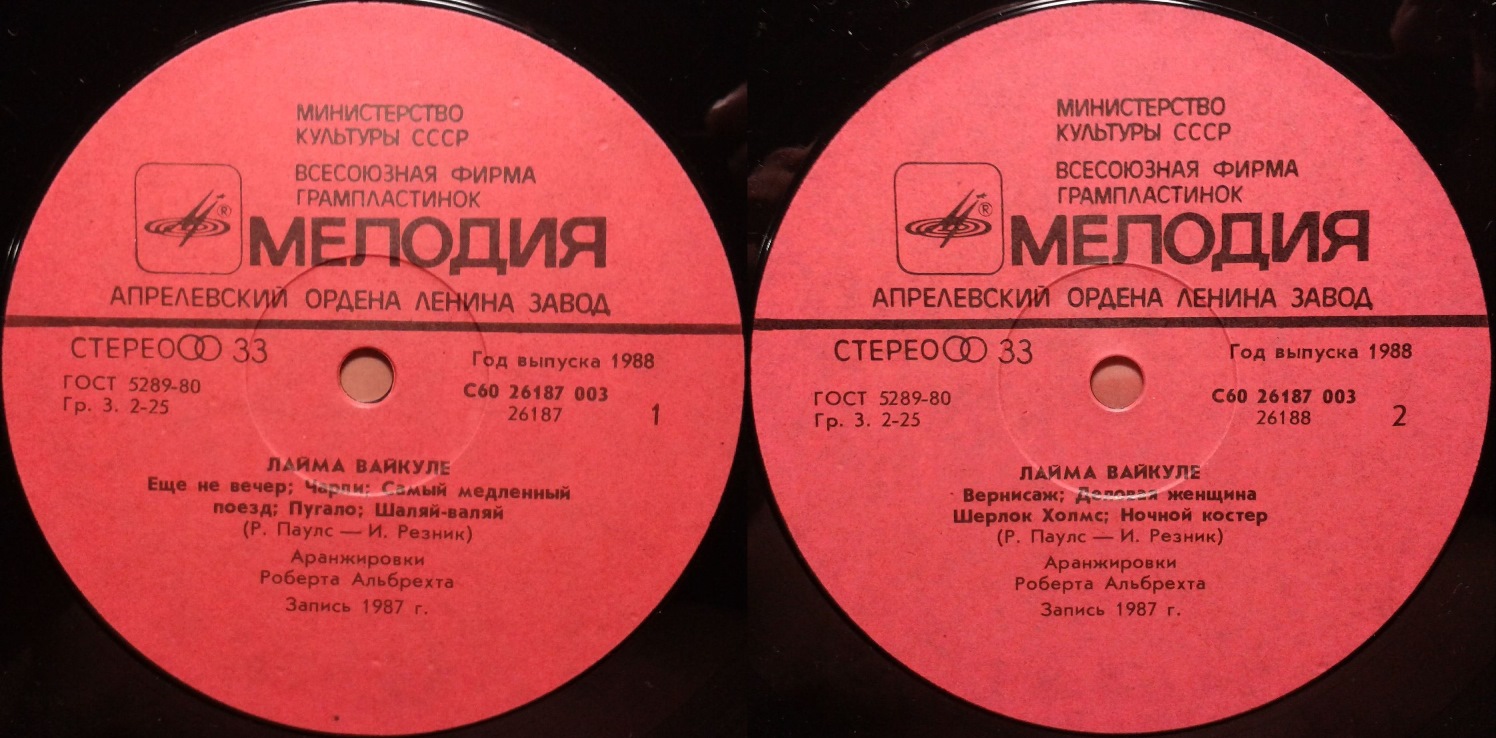 МИНИСТЕРСТВО
КУЛЬТУРЫ СССР
ВСЕСОЮЗНАЯ ФИРМА
ГРАМПЛАСТИНОК
®
МЕЛОДИЯ
АПРЕЛЕВСКИЙ ОРДЕНА ЛЕНИНА ЗАВОД
СТЕРЕО 33
Год выпуска 1988
ГОСТ 5289-80
Гр. 3. 2-25
С60 26187 003
26187
1
ЛАЙМА ВАЙКУЛЕ
Еще не вечер; Чарли; Самый медленный
поезд; Пугало; Шаляй-валяй
(Р. Паулс — И. Резник)
Аранжировки
Роберта Альбрехта
Запись 1987 г.
МИНИСТЕРСТВО
КУЛЬТУРЫ СССР
ВСЕСОЮЗНАЯ ФИРМА
ГРАМПЛАСТИНОК
®
МЕЛОДИЯ
АПРЕЛЕВСКИЙ ОРДЕНА ЛЕНИНА ЗАВОД
СТЕРЕО 33
Год выпуска 1988
ГОСТ 5289-80
Гр. 3. 2-25
С60 26187 003
26188
2
ЛАЙМА ВАЙКУЛЕ
Вернисаж; Деловая женщина
Шерлок Холмс; Ночной костер
(Р. Паулс — И. Резник)
Аранжировки
Роберта Альбрехта
Запись 1987 г.